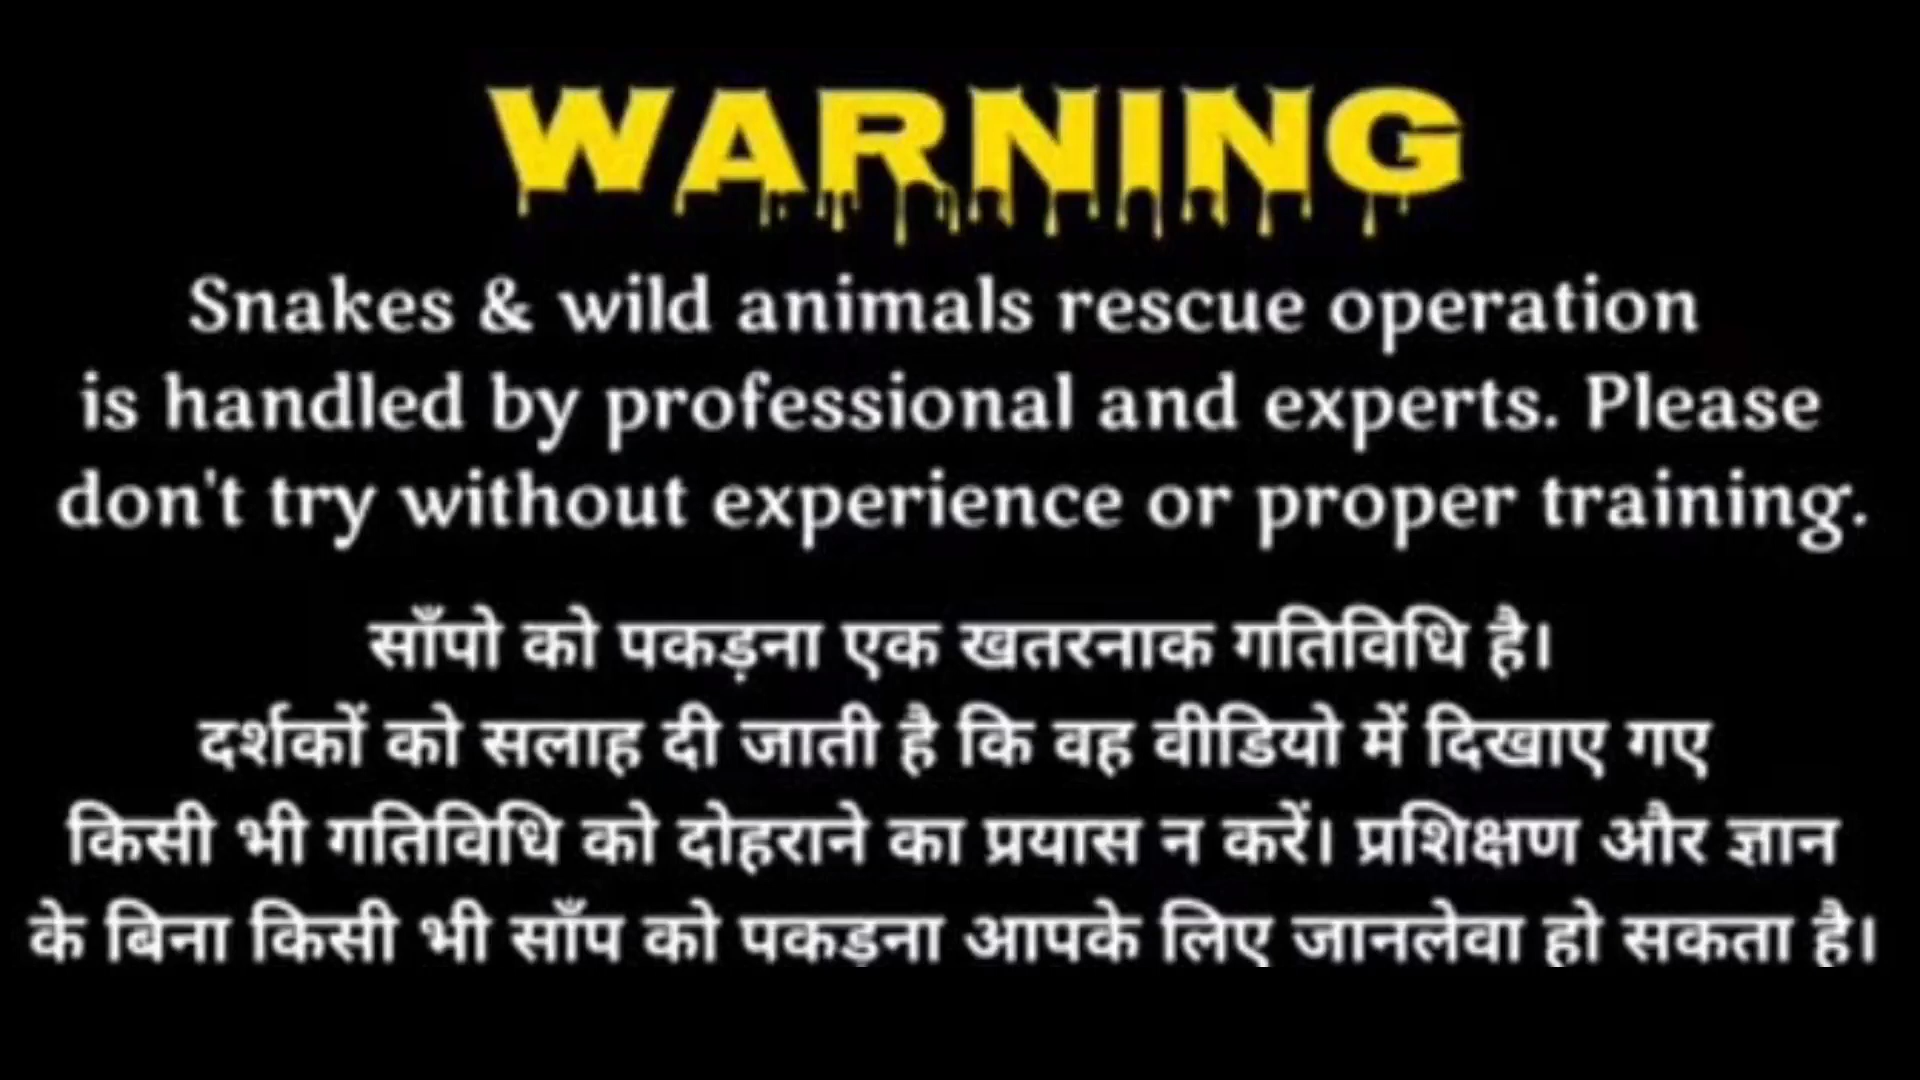 WARNING
Snakes & wild animals rescue operation
is handled by professional and experts. Please
don't try without experience or proper training.
साँपो को पकड़ना एक खतरनाक गतिविधि है।
दर्शकों को सलाह दी जाती है कि वह वीडियो में दिखाए गए
किसी भी गतिविधि को दोहराने का प्रयास न करें। प्रशिक्षण और ज्ञान
के बिना किसी भी साँप को पकड़ना आपके लिए जानलेवा हो सकता है।